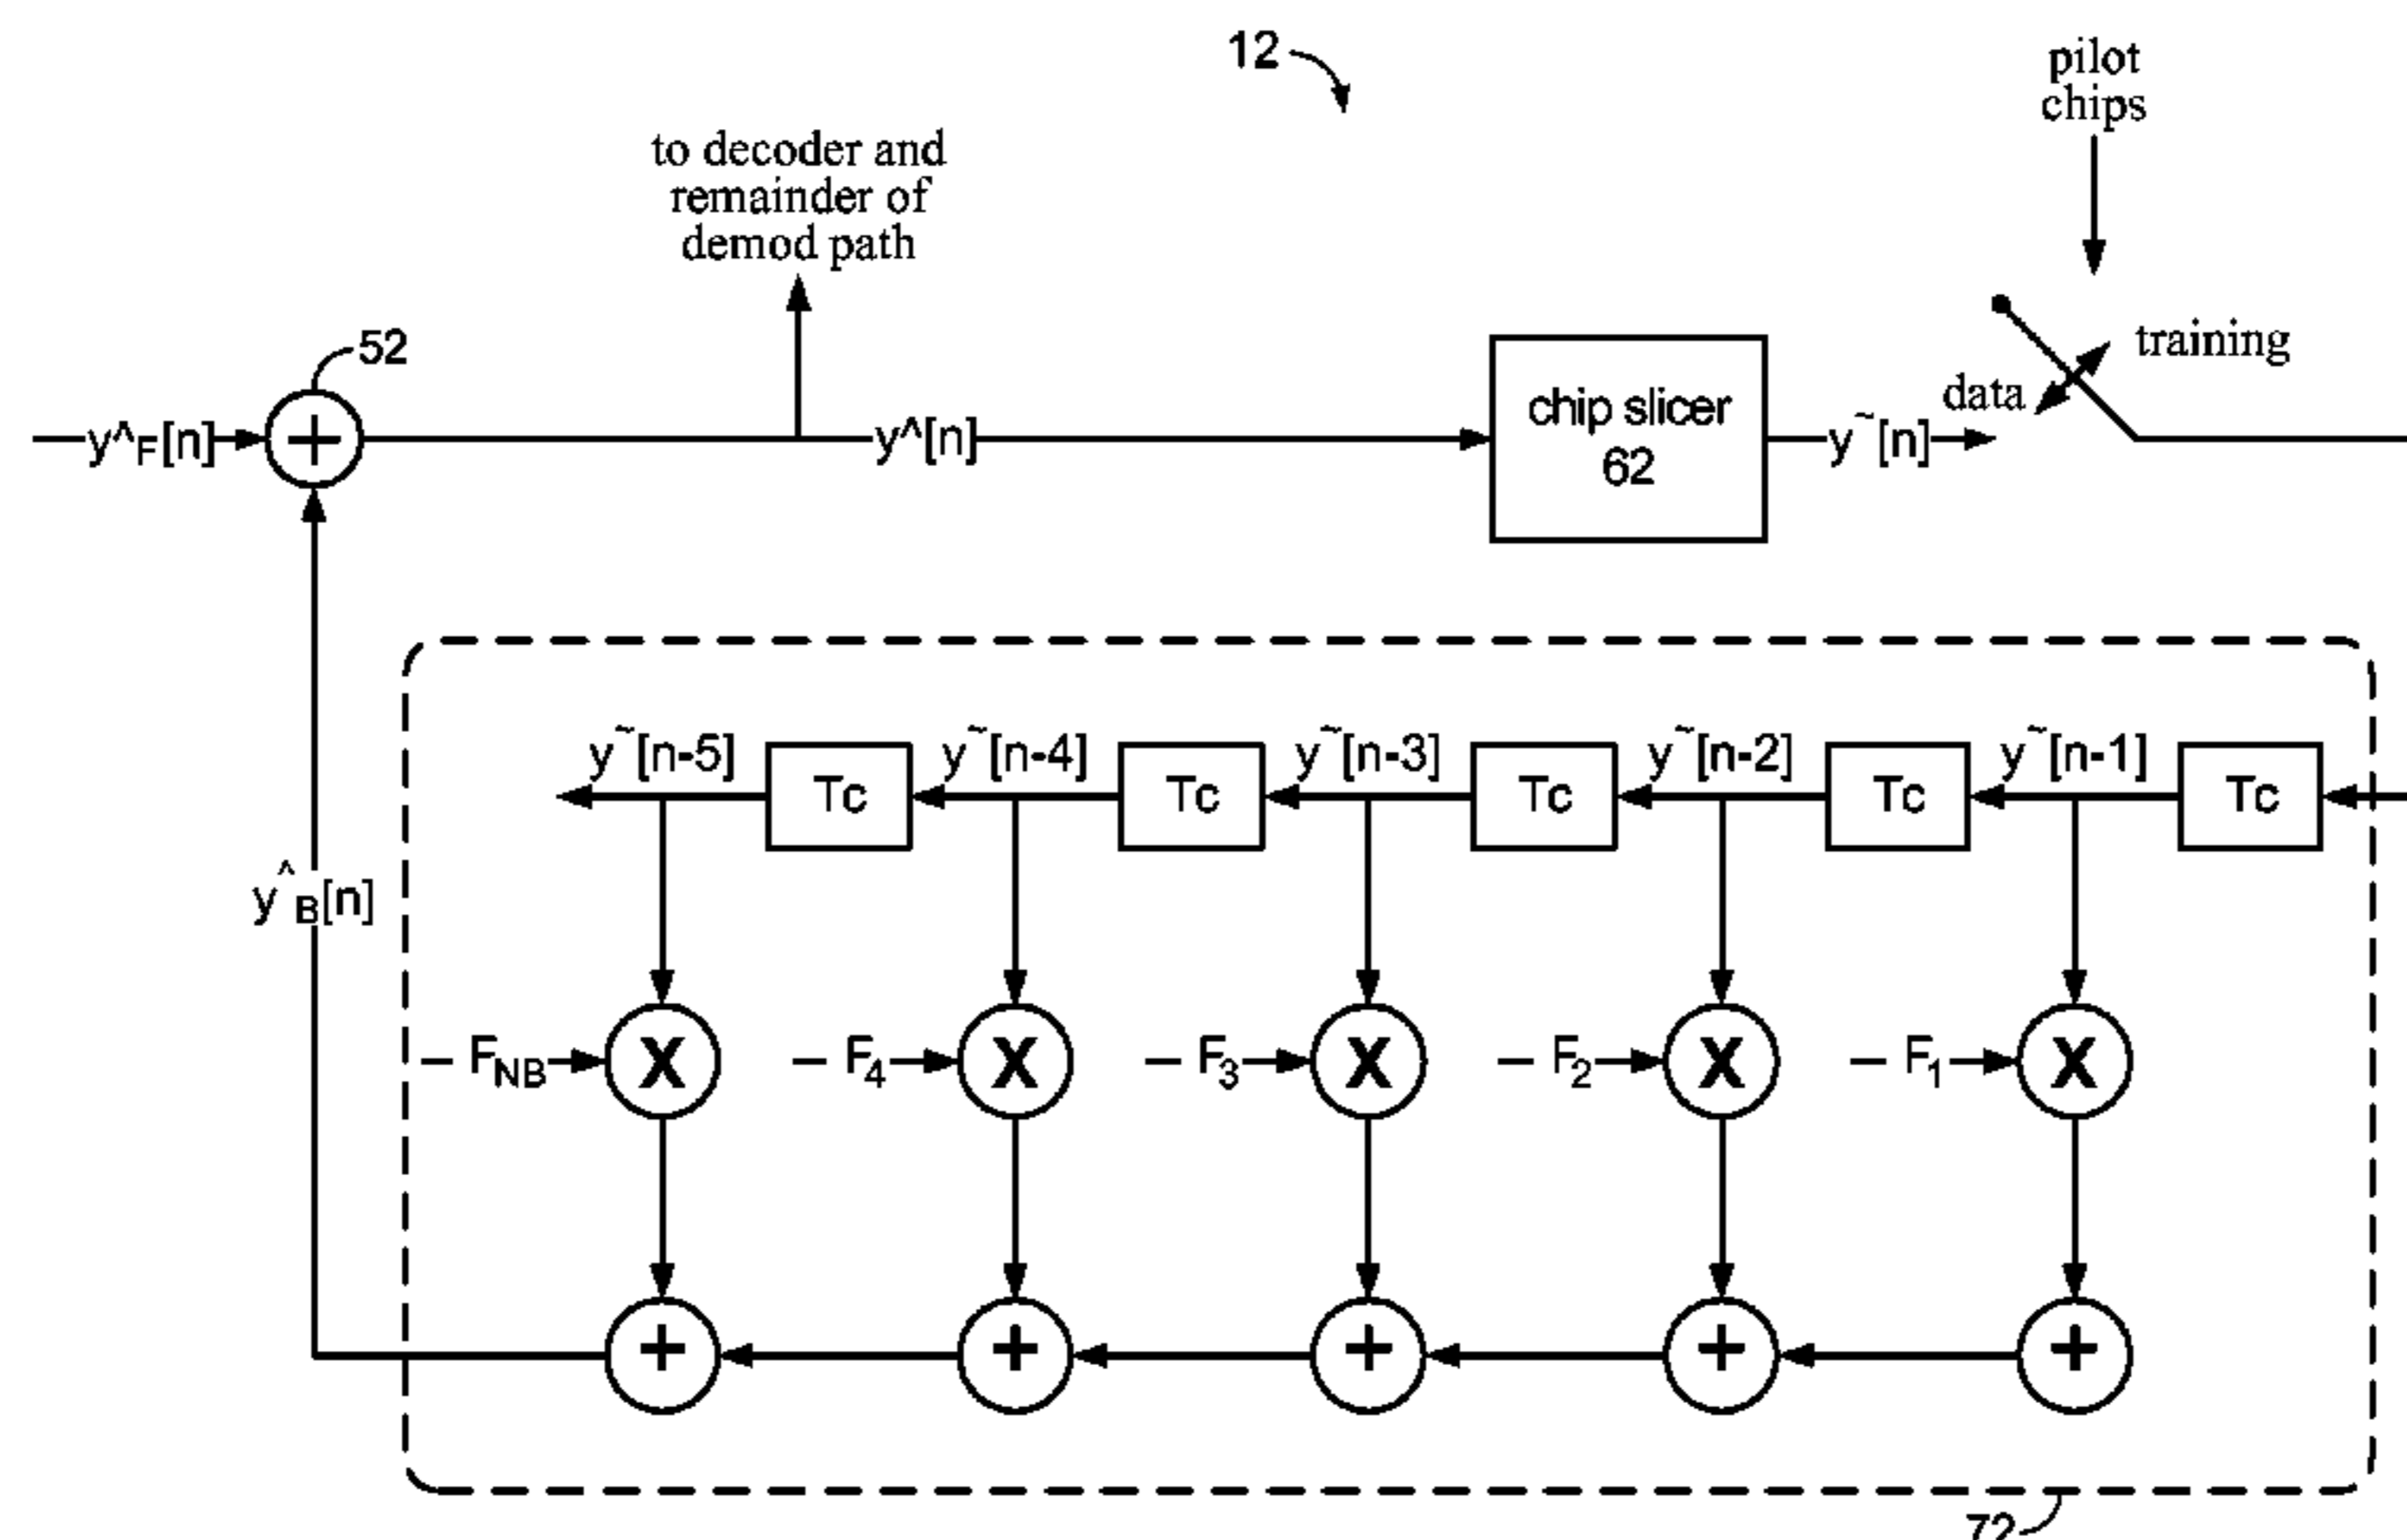 12
pilot
chips
to decoder and
remainder of
demod path
52
training
data
y^F[n]
+
y^[n]
chip slicer
62
y~[n]
y~[n-5]
Tc
y~[n-4]
Tc
y~[n-3]
Tc
y~[n-2]
Tc
y~[n-1]
Tc
y^B[n]
– FNB
X
– F4
X
– F3
X
– F2
X
– F1
X
+
+
+
+
+
72